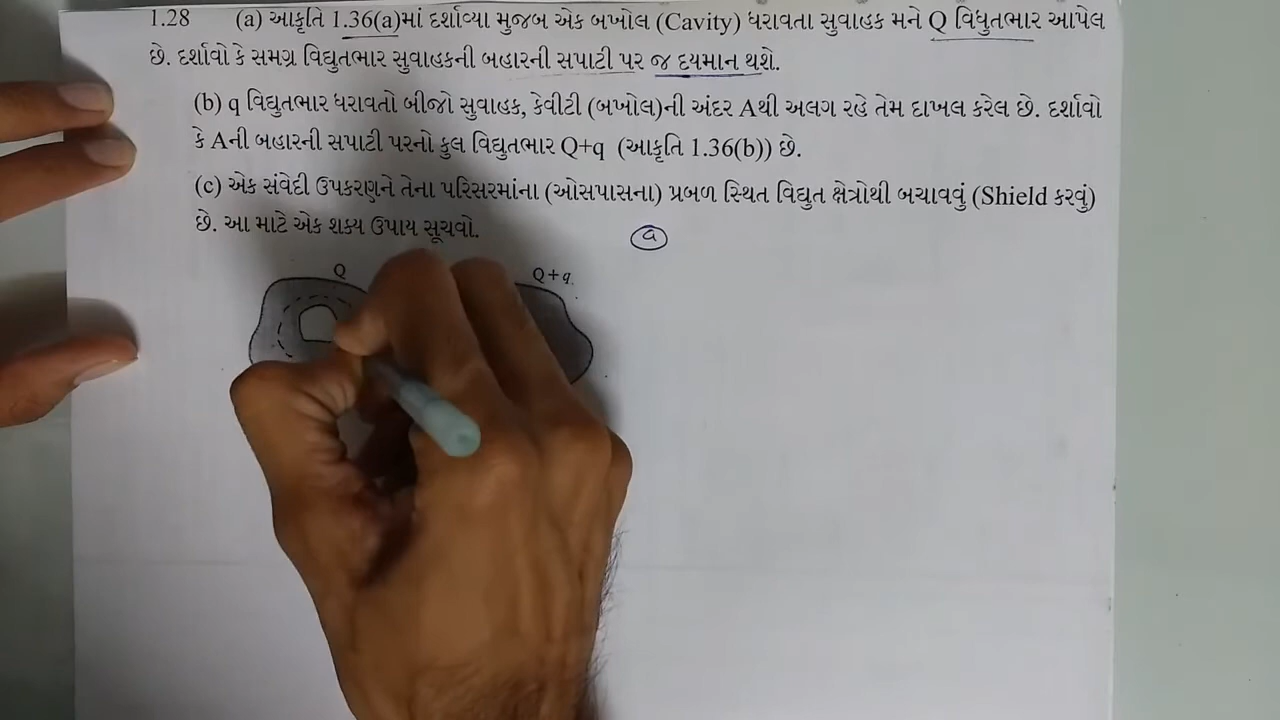 1.28 (a) આકૃતિ 1.36(a)માં દર્શાવ્યા મુજબ એક બખોલ (Cavity) ધરાવતા સુવાહક મને Q વિધુતભાર આપેલ
છે. દર્શાવો કે સમગ્ર વિદ્યુતભાર સુવાહકની બહારની સપાટી પર જ દયમાન થશે.
(b) q વિદ્યુતભાર ધરાવતો બીજો સુવાહક, કેવીટી (બખોલ)ની અંદર Aથી અલગ રહે તેમ દાખલ કરેલ છે. દર્શાવો
કે Aની બહારની સપાટી પરનો કુલ વિદ્યુતભાર Q+q (આકૃતિ 1.36(b)) છે.
(c) એક સંવેદી ઉપકરણને તેના પરિસરમાંના (ઓસપાસના) પ્રબળ સ્થિત વિદ્યુત ક્ષેત્રોથી બચાવવું (Shield કરવું)
છે. આ માટે એક શક્ય ઉપાય સૂચવો.
a
Q
Q+q